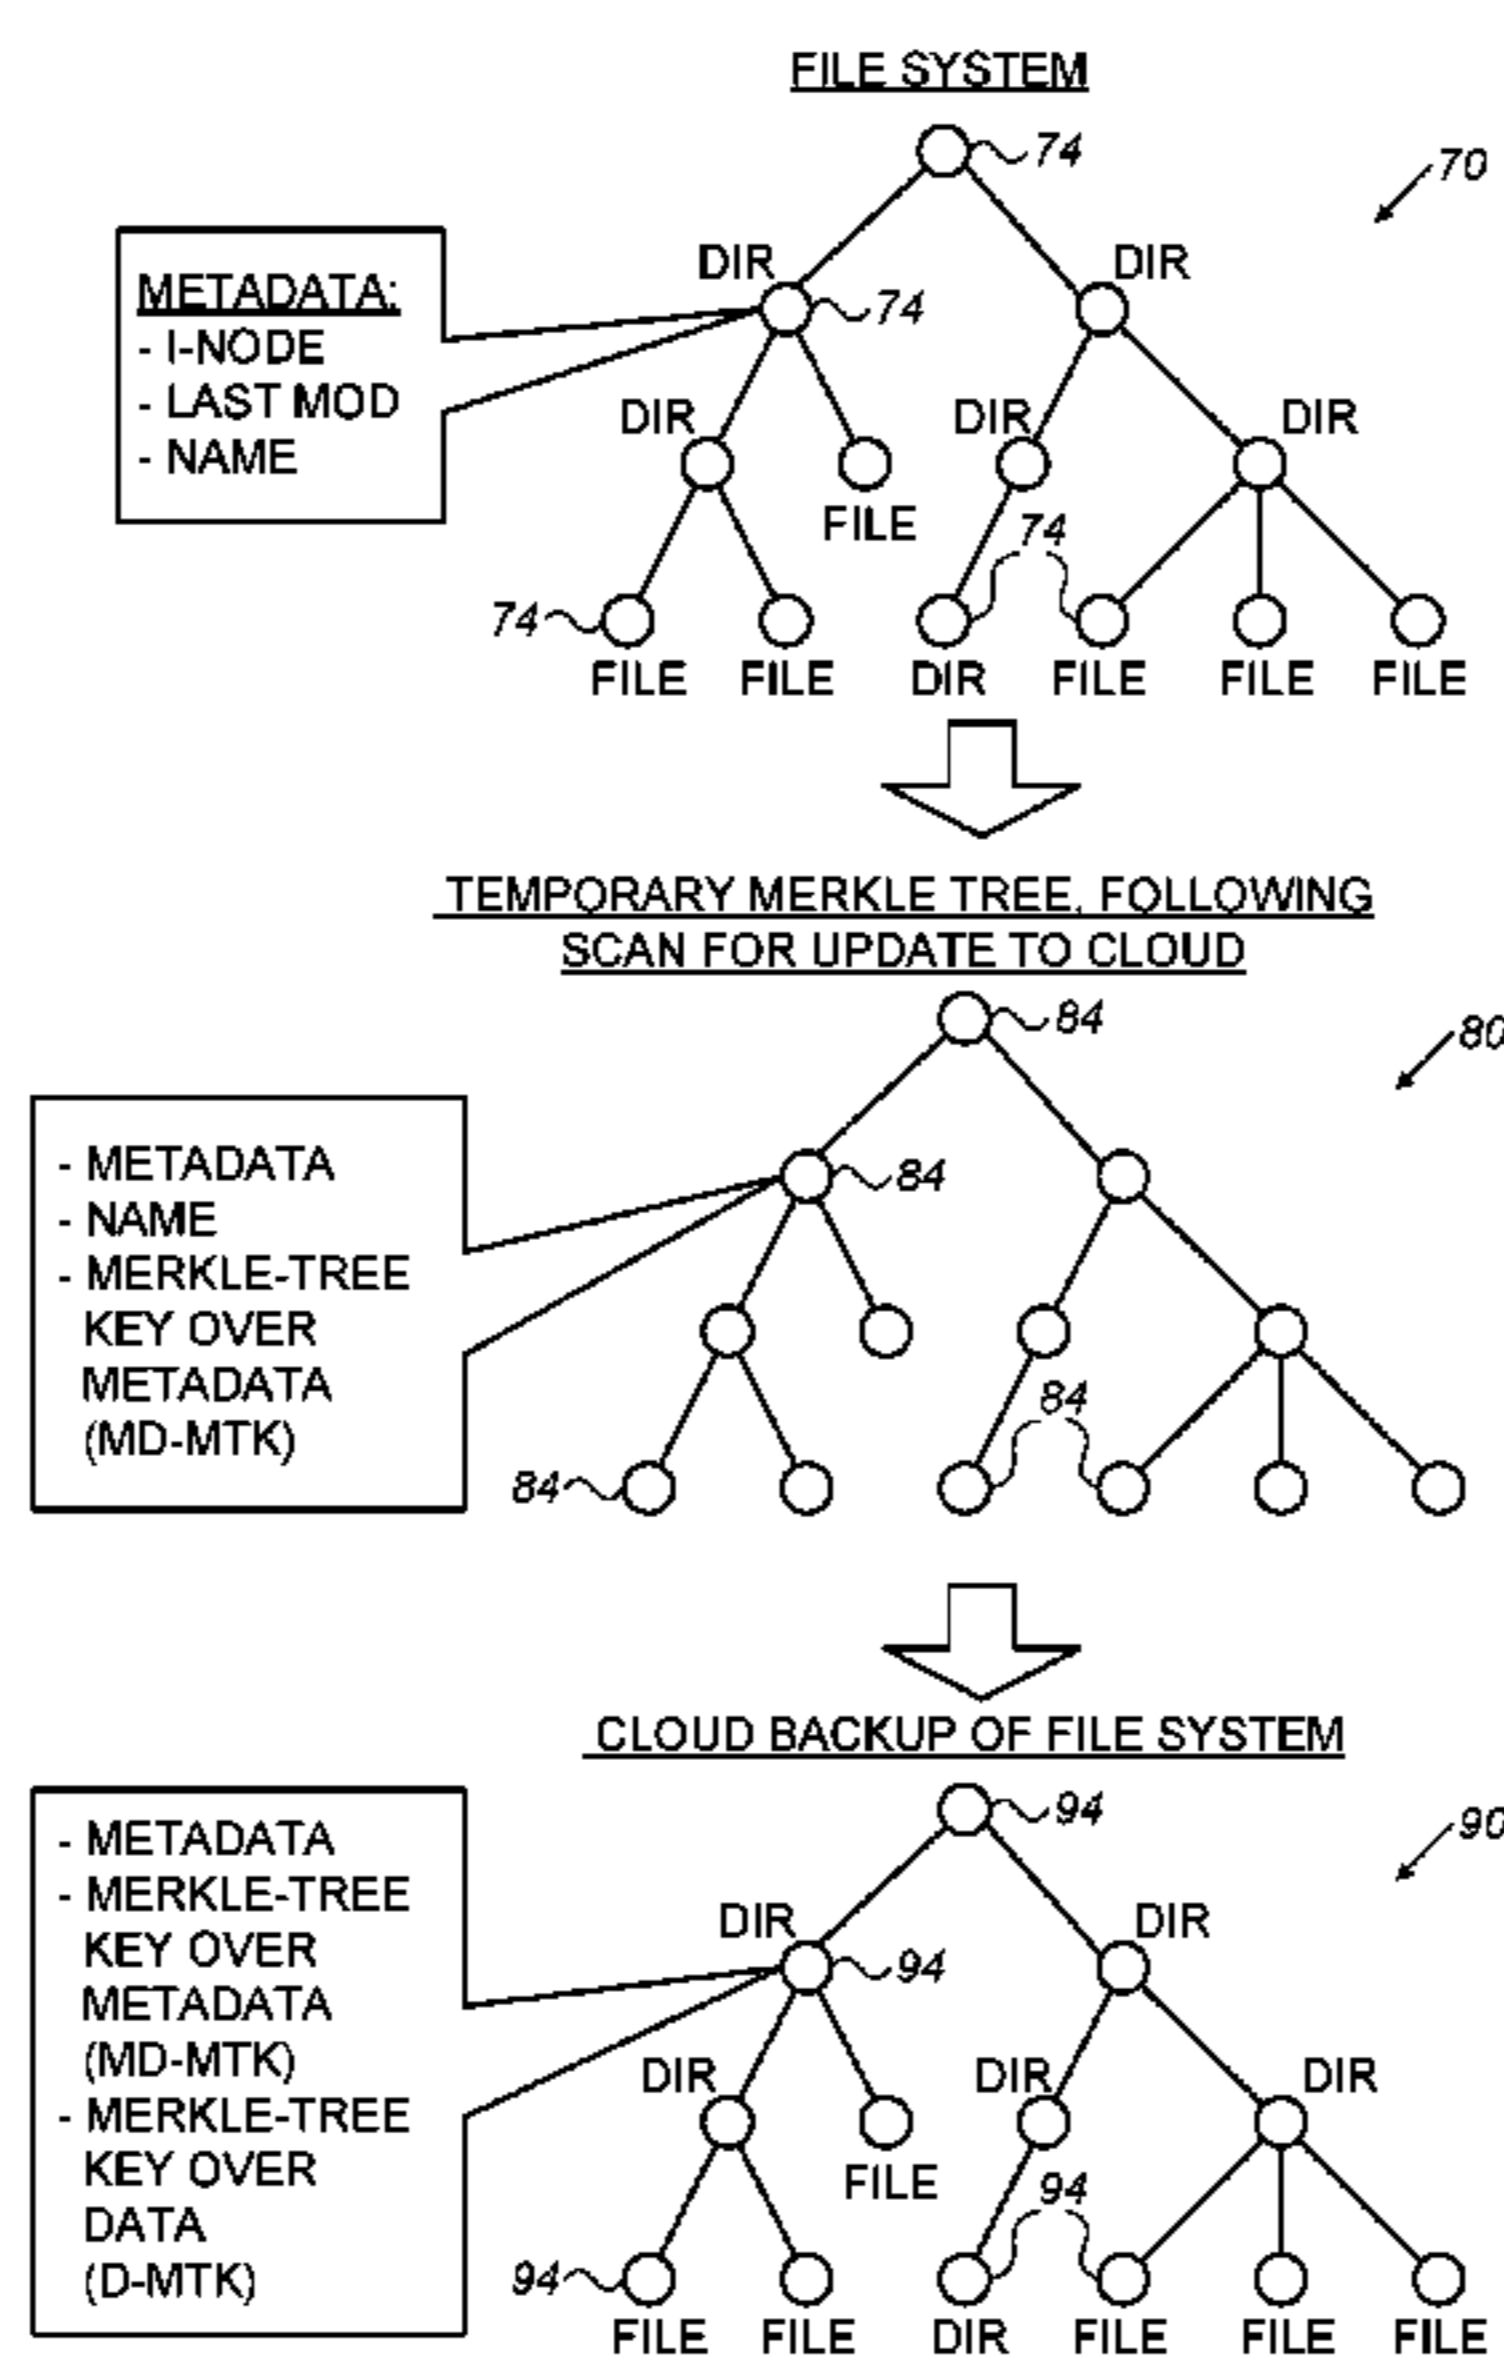 FILE SYSTEM
74
70
DIR
DIR
METADATA:
- I-NODE
- LAST MOD
- NAME
74
DIR
DIR
DIR
FILE
74
74
FILE
FILE
DIR
FILE
FILE
FILE
TEMPORARY MERKLE TREE, FOLLOWING
SCAN FOR UPDATE TO CLOUD
84
80
- METADATA
- NAME
- MERKLE-TREE
KEY OVER
METADATA
(MD-MTK)
84
84
84
CLOUD BACKUP OF FILE SYSTEM
94
90
- METADATA
- MERKLE-TREE
KEY OVER
METADATA
(MD-MTK)
- MERKLE-TREE
KEY OVER
DATA
(D-MTK)
DIR
DIR
94
DIR
DIR
DIR
FILE
94
94
FILE
FILE
DIR
FILE
FILE
FILE